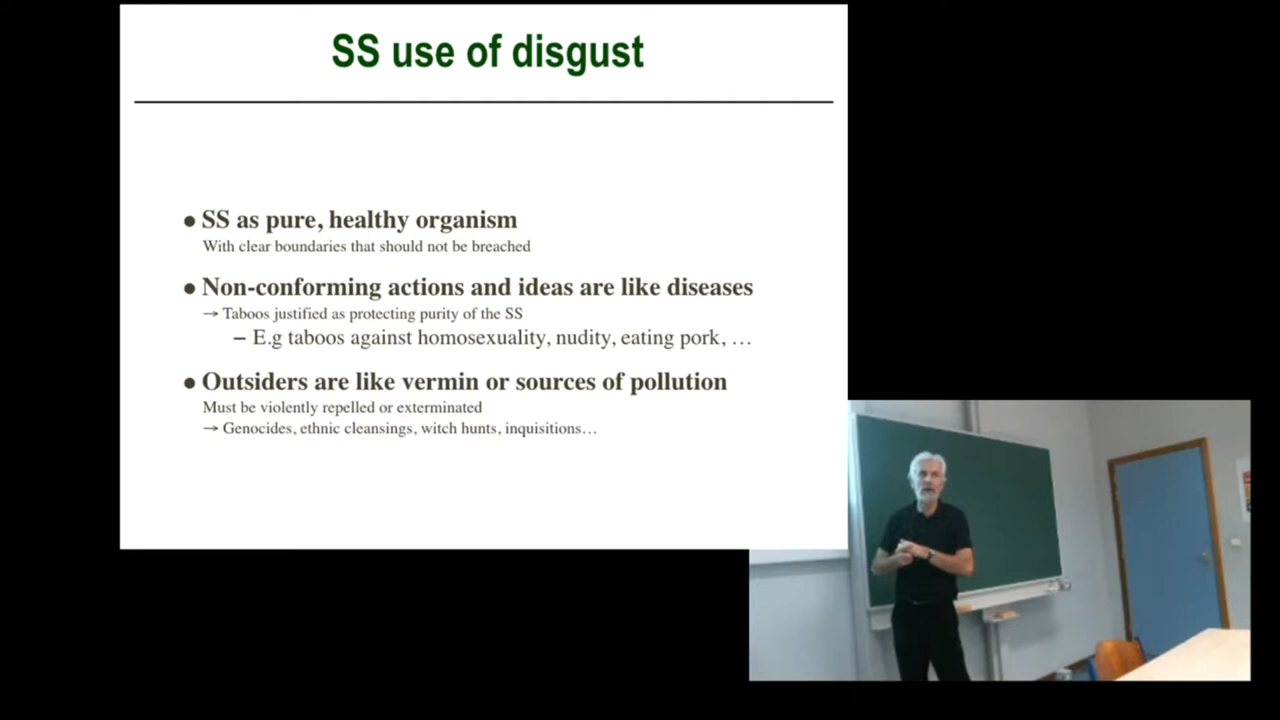 SS use of disgust
● SS as pure, healthy organism
With clear boundaries that should not be breached
● Non-conforming actions and ideas are like diseases
→ Taboos justified as protecting purity of the SS
– E.g taboos against homosexuality, nudity, eating pork, …
● Outsiders are like vermin or sources of pollution
Must be violently repelled or exterminated
→ Genocides, ethnic cleansings, witch hunts, inquisitions…